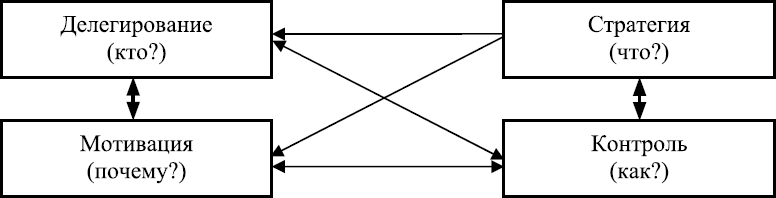 Делегирование
(кто?)
Стратегия
(что?)
Мотивация
(почему?)
Контроль
(как?)